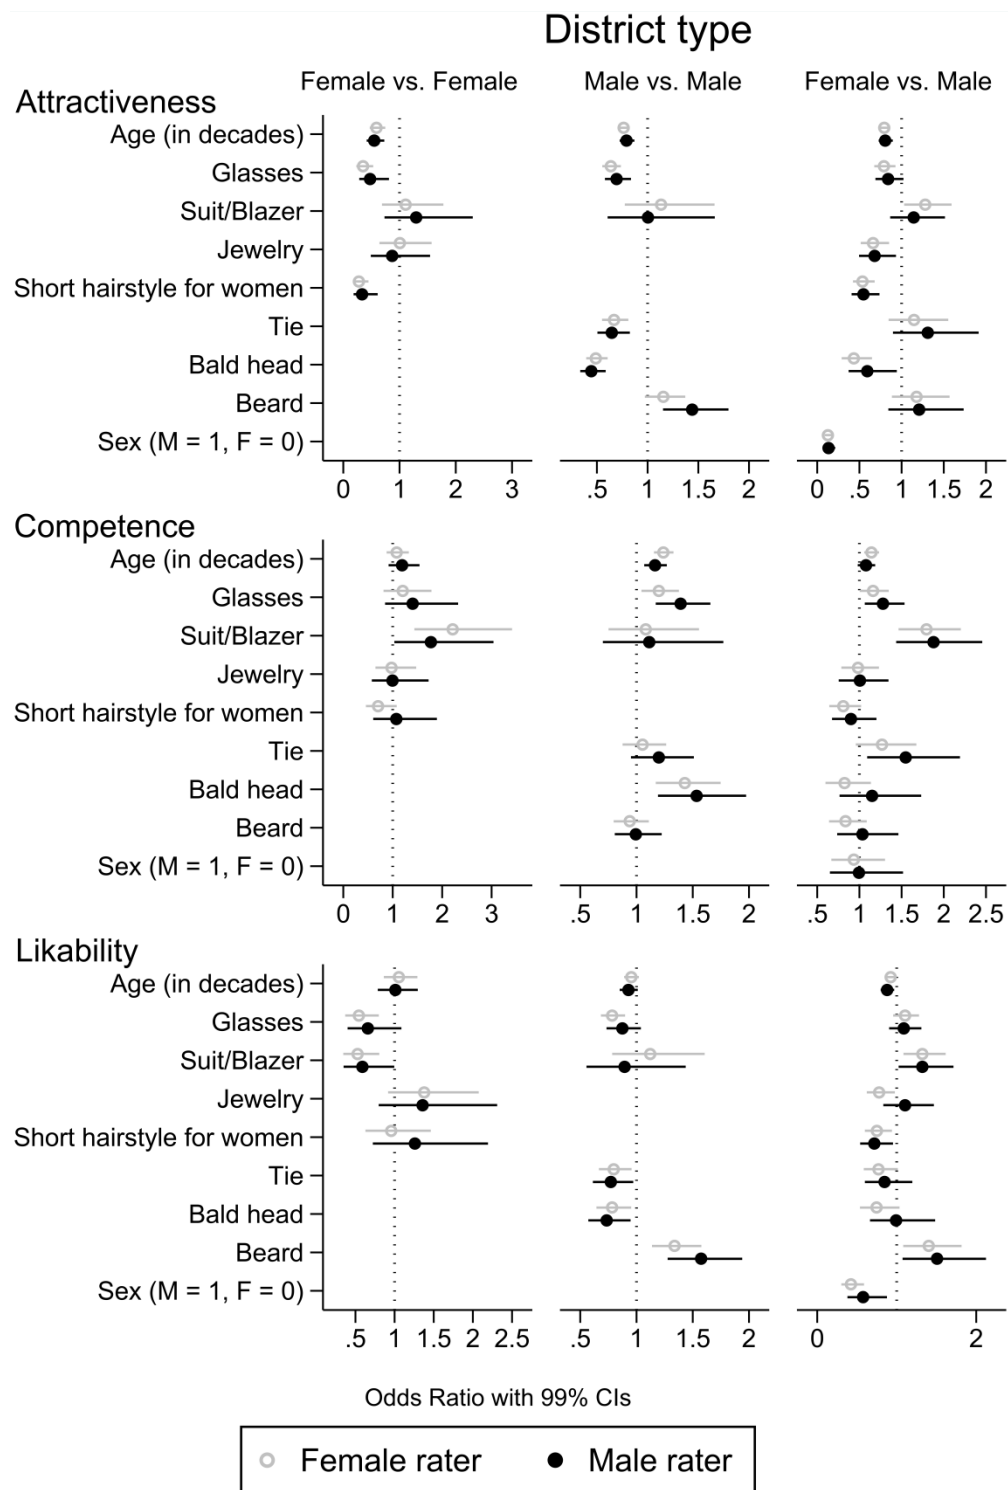 District type
Female vs. Female Male vs. Male Female vs. Male
Attractiveness
Age (in decades)
Glasses
Suit/Blazer
Jewelry
Short hairstyle for women
Tie
Bald head
Beard
Sex (M = 1, F = 0)
0 1 2 3 .5 1 1.5 2 0 .5 1 1.5 2
Competence
Age (in decades)
Glasses
Suit/Blazer
Jewelry
Short hairstyle for women
Tie
Bald head
Beard
Sex (M = 1, F = 0)
0 1 2 3 .5 1 1.5 2 .5 1 1.5 2 2.5
Likability
Age (in decades)
Glasses
Suit/Blazer
Jewelry
Short hairstyle for women
Tie
Bald head
Beard
Sex (M = 1, F = 0)
.5 1 1.5 2 2.5 .5 1 1.5 2 0 1 2
Odds Ratio with 99% CIs
Female rater Male rater